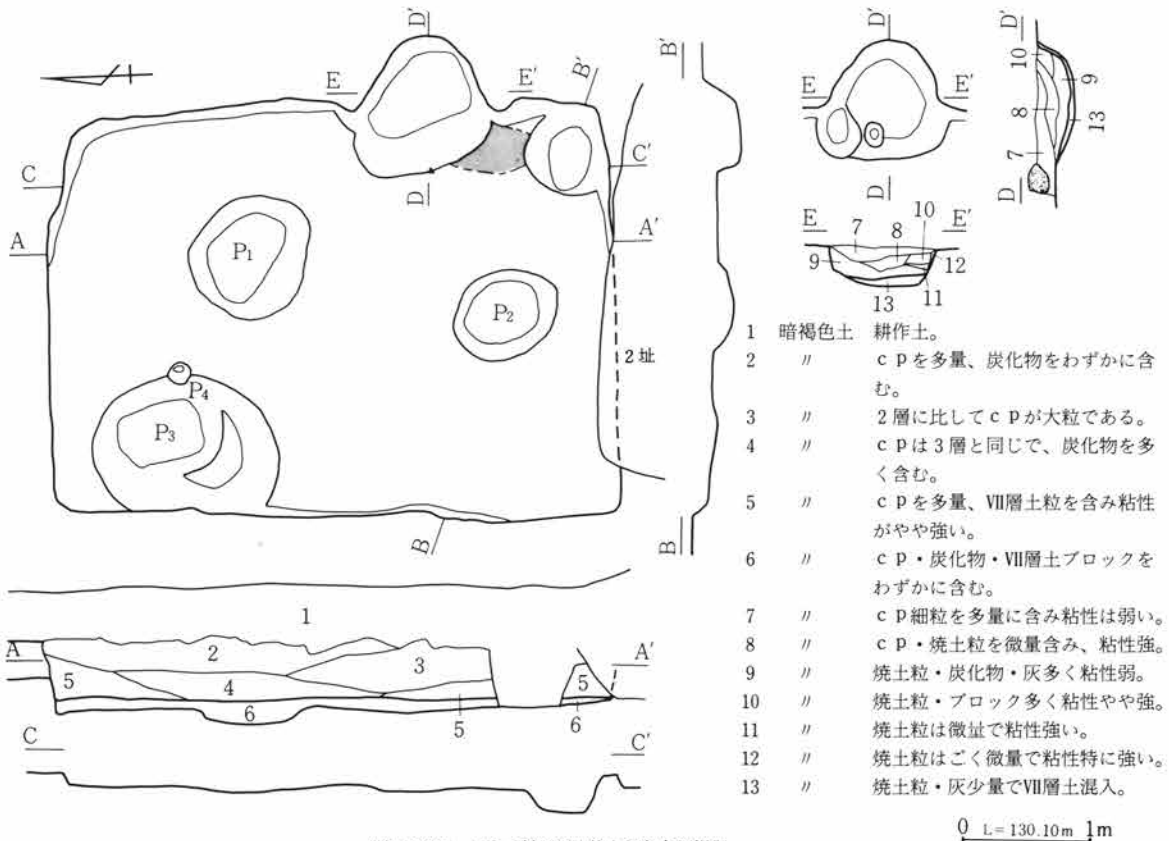 D'
E
E'
B'
B'
C
C'
D
A
A'
P₁
P₂
2址
P₄
P₃
B
B
D'
E
E'
D
D'
10
9
8
13
7
D
E
E'
7
8
10
9
12
13
11
1 暗褐色土 耕作土。
2 〃 cpを多量、炭化物をわずかに含
む。
3 〃 2層に比してcpが大粒である。
4 〃 cpは3層と同じで、炭化物を多
く含む。
5 〃 cpを多量、Ⅶ層土粒を含み粘性
がやや強い。
6 〃 cp・炭化物・Ⅶ層土ブロックを
わずかに含む。
7 〃 cp細粒を多量に含み粘性は弱い。
8 〃 cp・焼土粒を微量含み、粘性強。
9 〃 焼土粒・炭化物・灰多く粘性弱。
10 〃 焼土粒・ブロック多く粘性やや強。
11 〃 焼土粒は微量で粘性強い。
12 〃 焼土粒はごく微量で粘性特に強い。
13 〃 焼土粒・灰少量でⅦ層土混入。
1
A
2
3
A'
5
4
5
6
5
6
C
C'
0 L=130.10m 1m